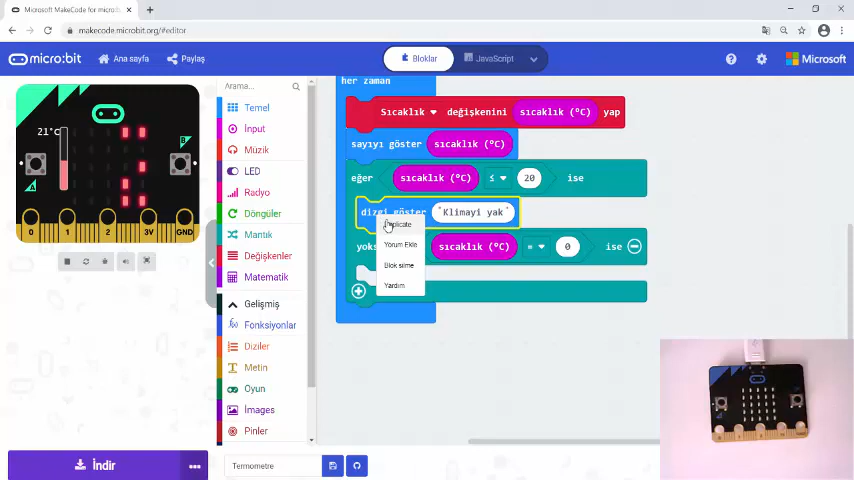 Microsoft MakeCode for micro:b
makecode.microbit.org/#editor
micro:bit
Ana sayfa
Paylaş
Bloklar
JavaScript
Microsoft
21°C
A
B
0
1
2
3V
GND
Arama...
Temel
Input
Müzik
LED
Radyo
Döngüler
Mantık
Değişkenler
Matematik
Gelişmiş
Fonksiyonlar
Diziler
Metin
Oyun
İmages
Pinler
her zaman
Sıcaklık değişkenini sıcaklık (°C) yap
sayıyı göster sıcaklık (°C)
eğer sıcaklık (°C) ≤ 20 ise
dizgi göster "Klimayi yak"
yoks
sıcaklık (°C) = 0 ise
Duplicate
Yorum Ekle
Blok silme
Yardım
İndir
Termometre